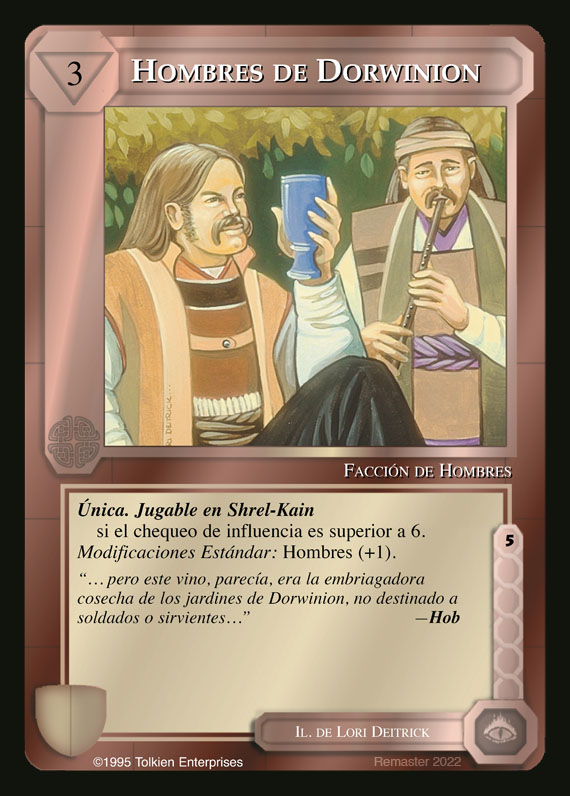 3
Hombres de Dorwinion
Facción de Hombres
Única. Jugable en Shrel-Kain
si el chequeo de influencia es superior a 6.
Modificaciones Estándar: Hombres (+1).
5
“…pero este vino, parecía, era la embriagadora
cosecha de los jardines de Dorwinion, no destinado a
soldados o sirvientes…” —Hob
Il. de Lori Deitrick
©1995 Tolkien Enterprises
Remaster 2022